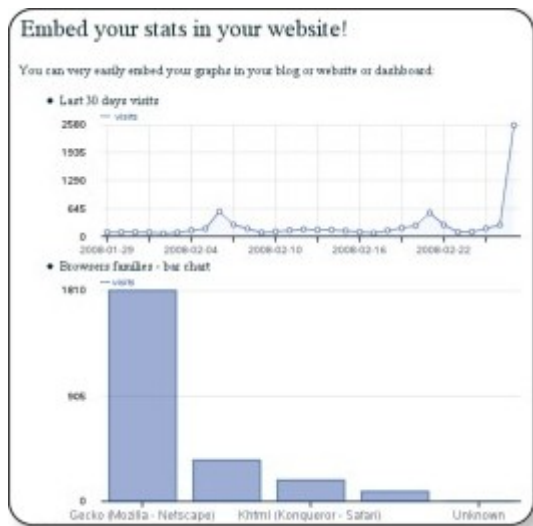 Embed your stats in your website!
You can very easily embed your graphs in your blog or website or dashboard:
• Last 30 days visits
visits
2580
1935
1290
645
0
2008-01-29 2008-02-04 2008-02-10 2008-02-16 2008-02-22
• Browsers families - bar chart
visits
1810
905
0
Gecko (Mozilla - Netscape) Khtml (Konqueror - Safari) Unknown